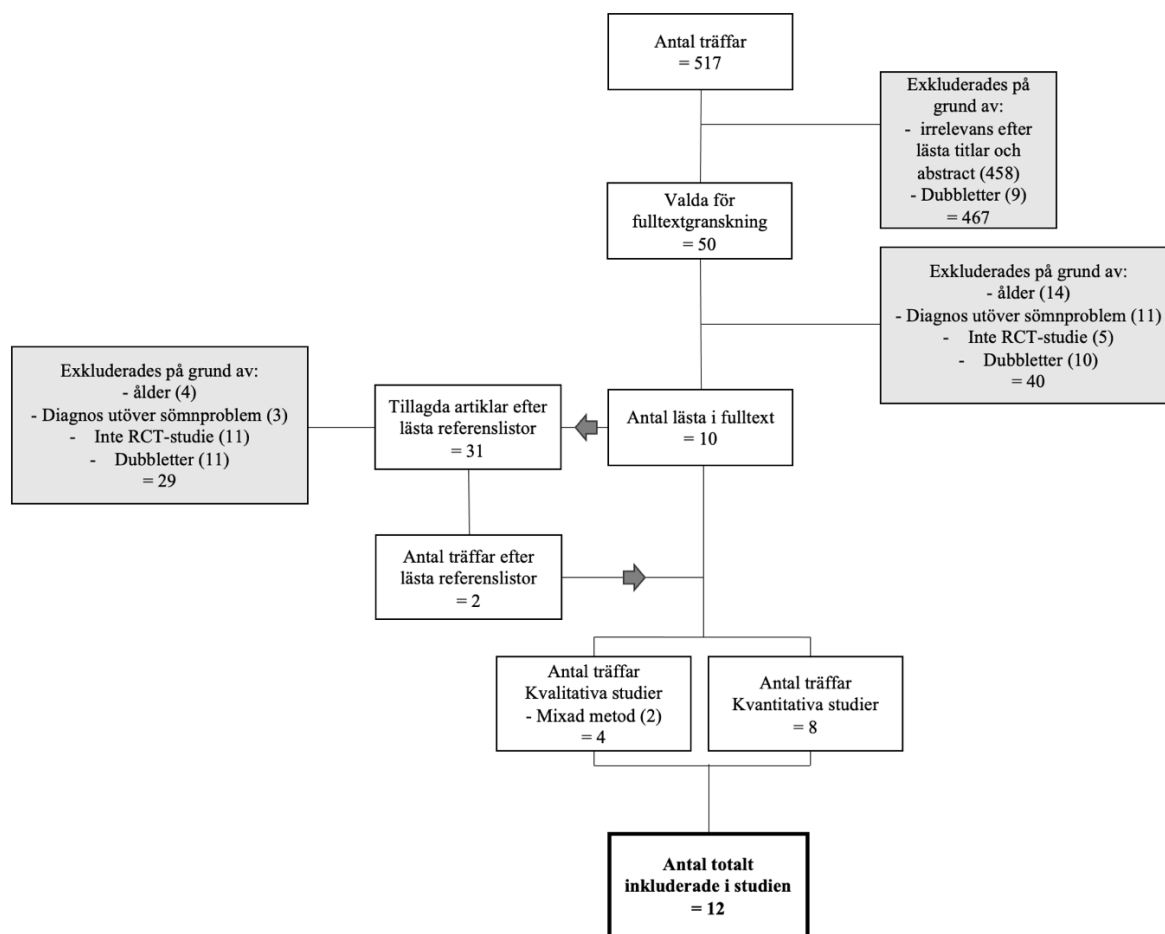 Antal träffar
= 517
Exkluderades på
grund av:
- irrelevans efter
lästa titlar och
abstract (458)
- Dubbletter (9)
= 467
Valda för
fulltextgranskning
= 50
Exkluderades på grund av:
- ålder (14)
- Diagnos utöver sömnproblem (11)
- Inte RCT-studie (5)
- Dubbletter (10)
= 40
Exkluderades på grund av:
- ålder (4)
- Diagnos utöver sömnproblem (3)
- Inte RCT-studie (11)
- Dubbletter (11)
= 29
Tillagda artiklar efter
lästa referenslistor
= 31
Antal lästa i fulltext
= 10
Antal träffar efter
lästa referenslistor
= 2
Antal träffar
Kvalitativa studier
- Mixad metod (2)
= 4
Antal träffar
Kvantitativa studier
= 8
Antal totalt
inkluderade i studien
= 12